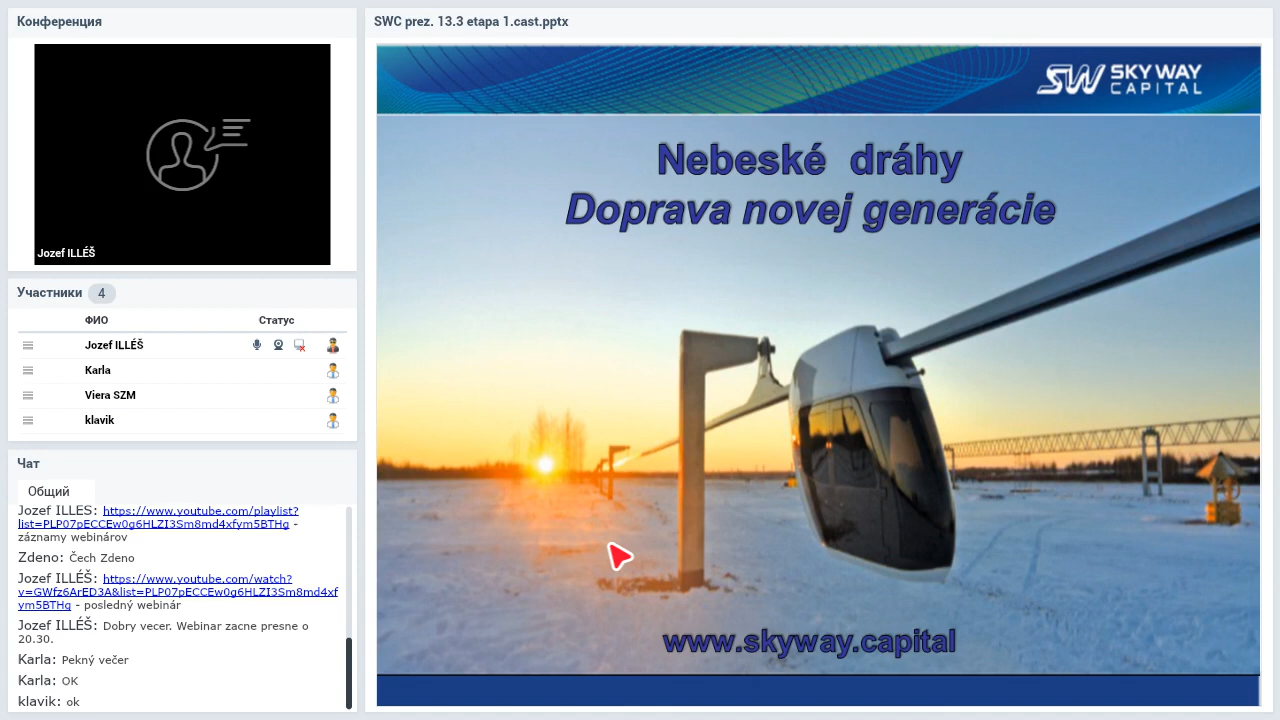 Конференция
Jozef ILLÉŠ
Участники 4
ФИО Статус
Jozef ILLÉŠ
Karla
Viera SZM
klavik
Чат
Общий
Jozef ILLÉŠ: https://www.youtube.com/playlist?
list=PLP07pECCEw0g6HLZI3Sm8md4xfym5BTHg -
záznamy webinárov
Zdeno: Čech Zdeno
Jozef ILLÉŠ: https://www.youtube.com/watch?
v=GWfz6ArED3A&list=PLP07pECCEw0g6HLZI3Sm8md4xf
ym5BTHg - posledný webinár
Jozef ILLÉŠ: Dobry vecer. Webinar zacne presne o
20.30.
Karla: Pekný večer
Karla: OK
klavik: ok
SWC prez. 13.3 etapa 1.cast.pptx
SW SKY WAY
CAPITAL
Nebeské dráhy
Doprava novej generácie
www.skyway.capital